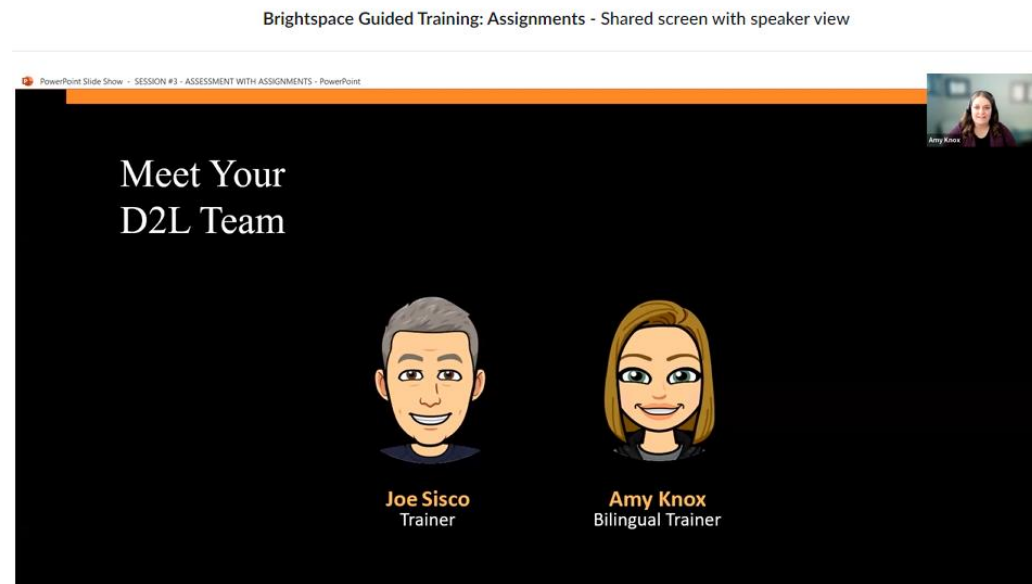 Brightspace Guided Training: Assignments - Shared screen with speaker view
PowerPoint Slide Show - SESSION #3 - ASSESSMENT WITH ASSIGNMENTS - PowerPoint
Amy Knox
Meet Your
D2L Team
Joe Sisco
Trainer
Amy Knox
Bilingual Trainer